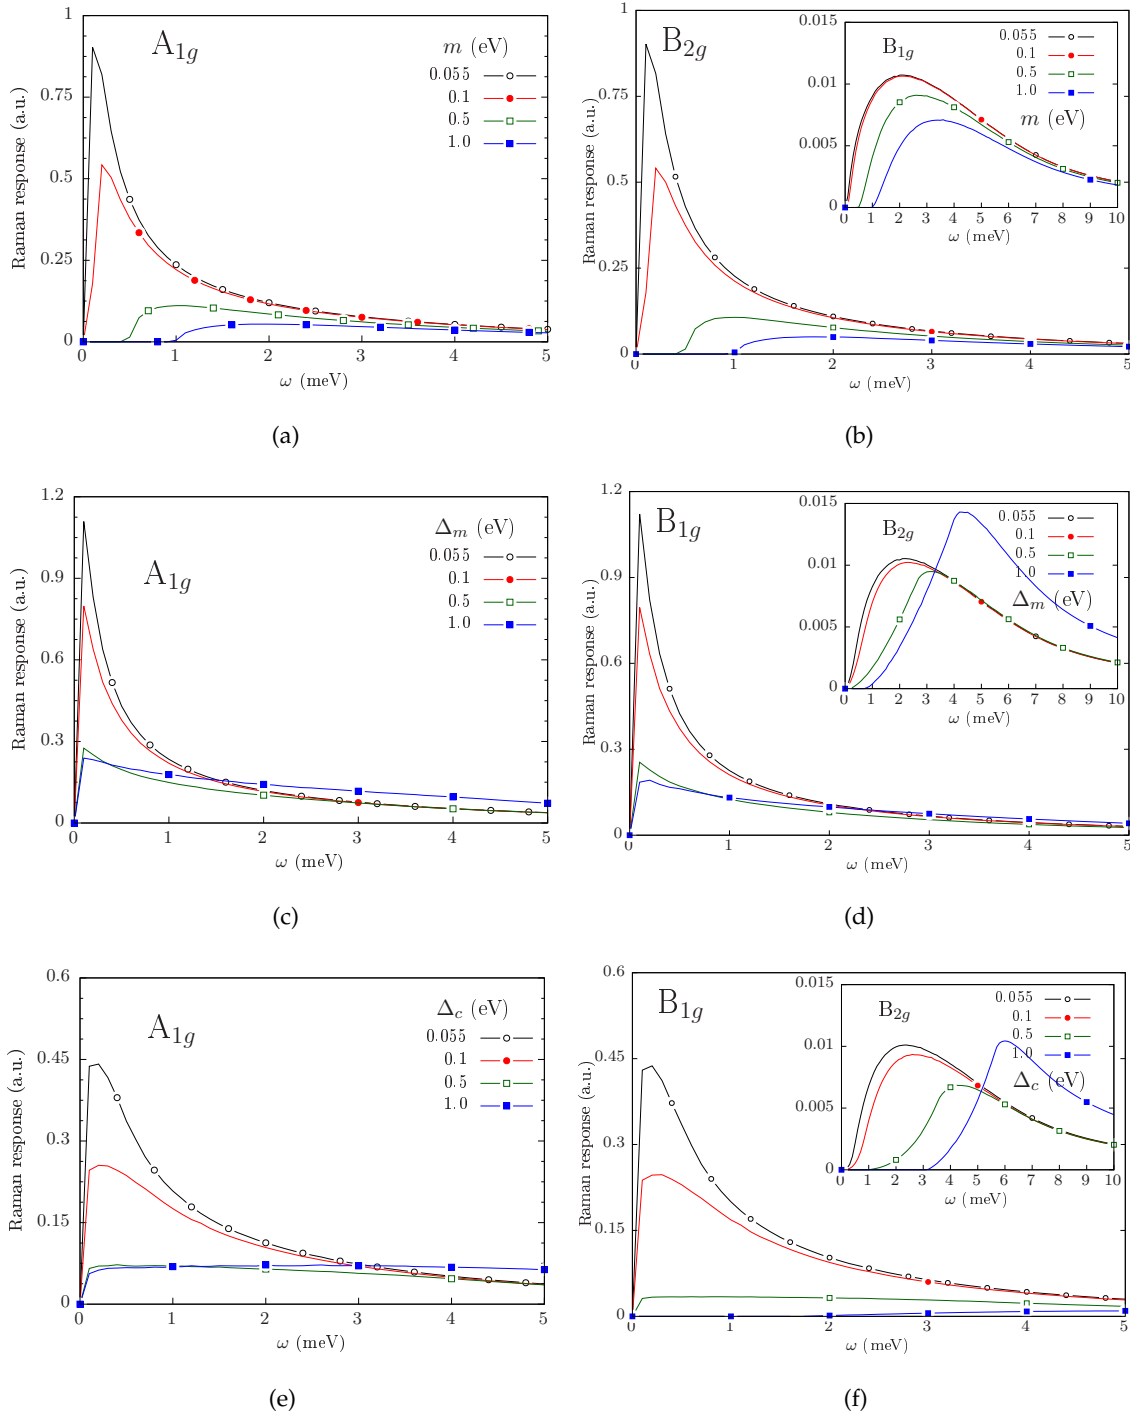 A1g
m (eV)
0.055
0.1
0.5
1.0
Raman response (a.u.)
1
0.75
0.5
0.25
0
0 1 2 3 4 5
ω (meV)
(a)
B2g
Raman response (a.u.)
1
0.75
0.5
0.25
0
0 1 2 3 4 5
ω (meV)
B1g
0.055
0.1
0.5
1.0
m (eV)
0.015
0.01
0.005
0
0 1 2 3 4 5 6 7 8 9 10
ω (meV)
(b)
A1g
Δm (eV)
0.055
0.1
0.5
1.0
Raman response (a.u.)
1.2
0.9
0.6
0.3
0
0 1 2 3 4 5
ω (meV)
(c)
B1g
Raman response (a.u.)
1.2
0.9
0.6
0.3
0
0 1 2 3 4 5
ω (meV)
B2g
0.055
0.1
0.5
1.0
Δm (eV)
0.015
0.01
0.005
0
0 1 2 3 4 5 6 7 8 9 10
ω (meV)
(d)
A1g
Δc (eV)
0.055
0.1
0.5
1.0
Raman response (a.u.)
0.6
0.45
0.3
0.15
0
0 1 2 3 4 5
ω (meV)
(e)
B1g
Raman response (a.u.)
0.6
0.45
0.3
0.15
0
0 1 2 3 4 5
ω (meV)
B2g
0.055
0.1
0.5
1.0
Δc (eV)
0.015
0.01
0.005
0
0 1 2 3 4 5 6 7 8 9 10
ω (meV)
(f)